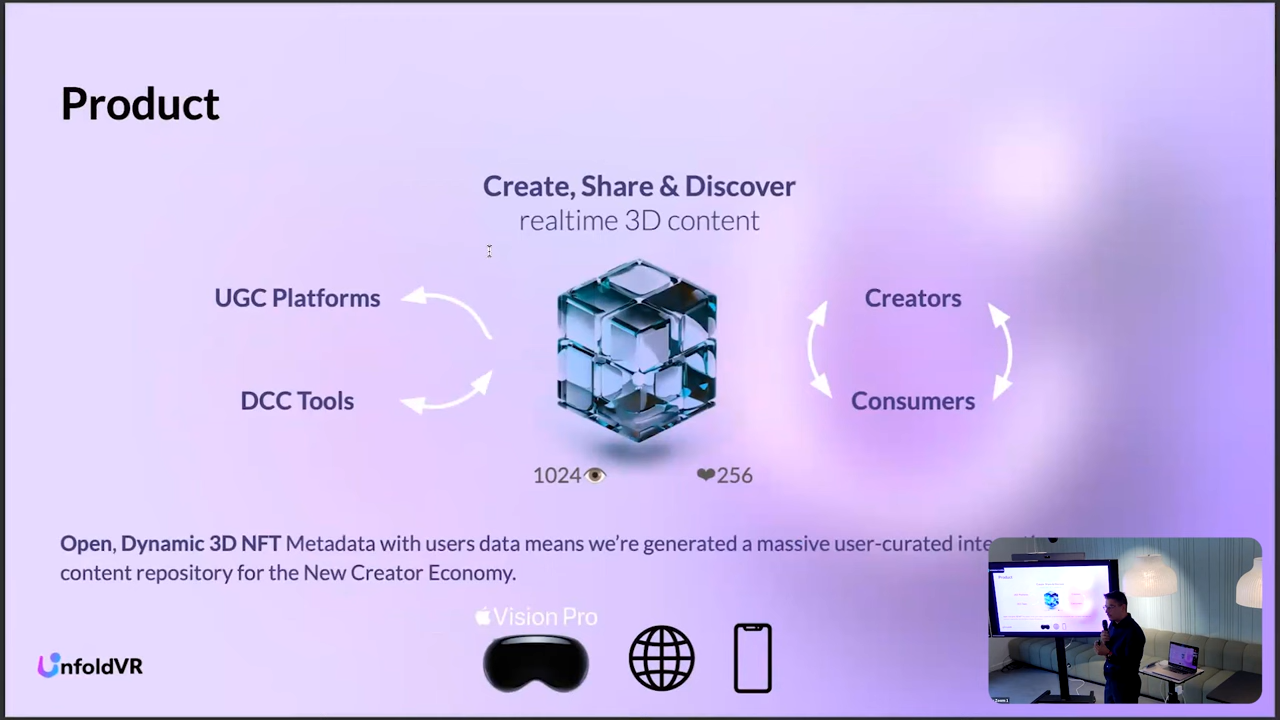 Product
Create, Share & Discover
realtime 3D content
UGC Platforms
Creators
DCC Tools
Consumers
1024👁️
❤256
Open, Dynamic 3D NFT Metadata with users data means we’re generated a massive user-curated
content repository for the New Creator Economy.
Vision Pro
UnfoldVR
Product